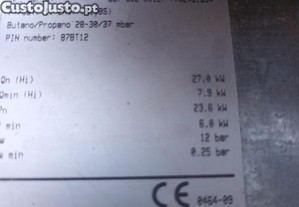 Custojusto.pt
Butano/Propano 28-30/37 mbar
PIN number: 87BT12
Qn (Hi) 27.0 kW
Qmin (Hi) 7.9 kW
Pn 23.6 kW
min 6.0 kW
w 12 bar
w min 0.25 bar
CE 0464-09